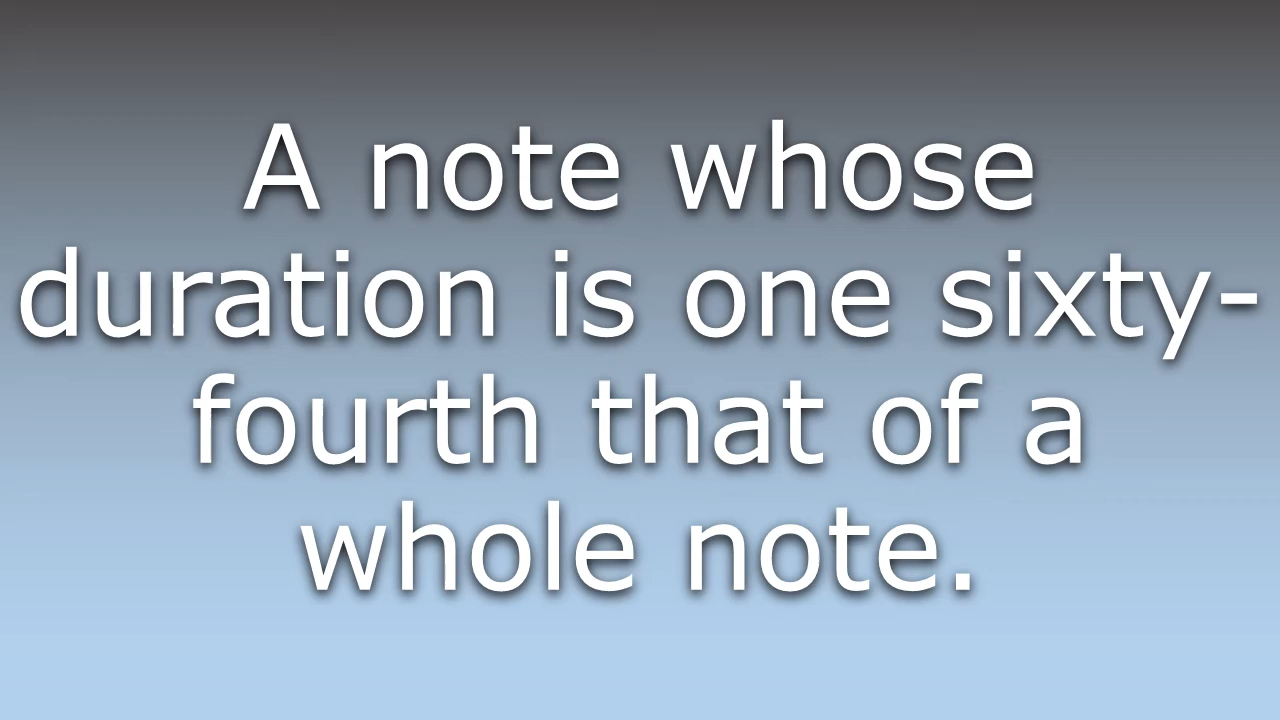 A note whose
duration is one sixty-
fourth that of a
whole note.